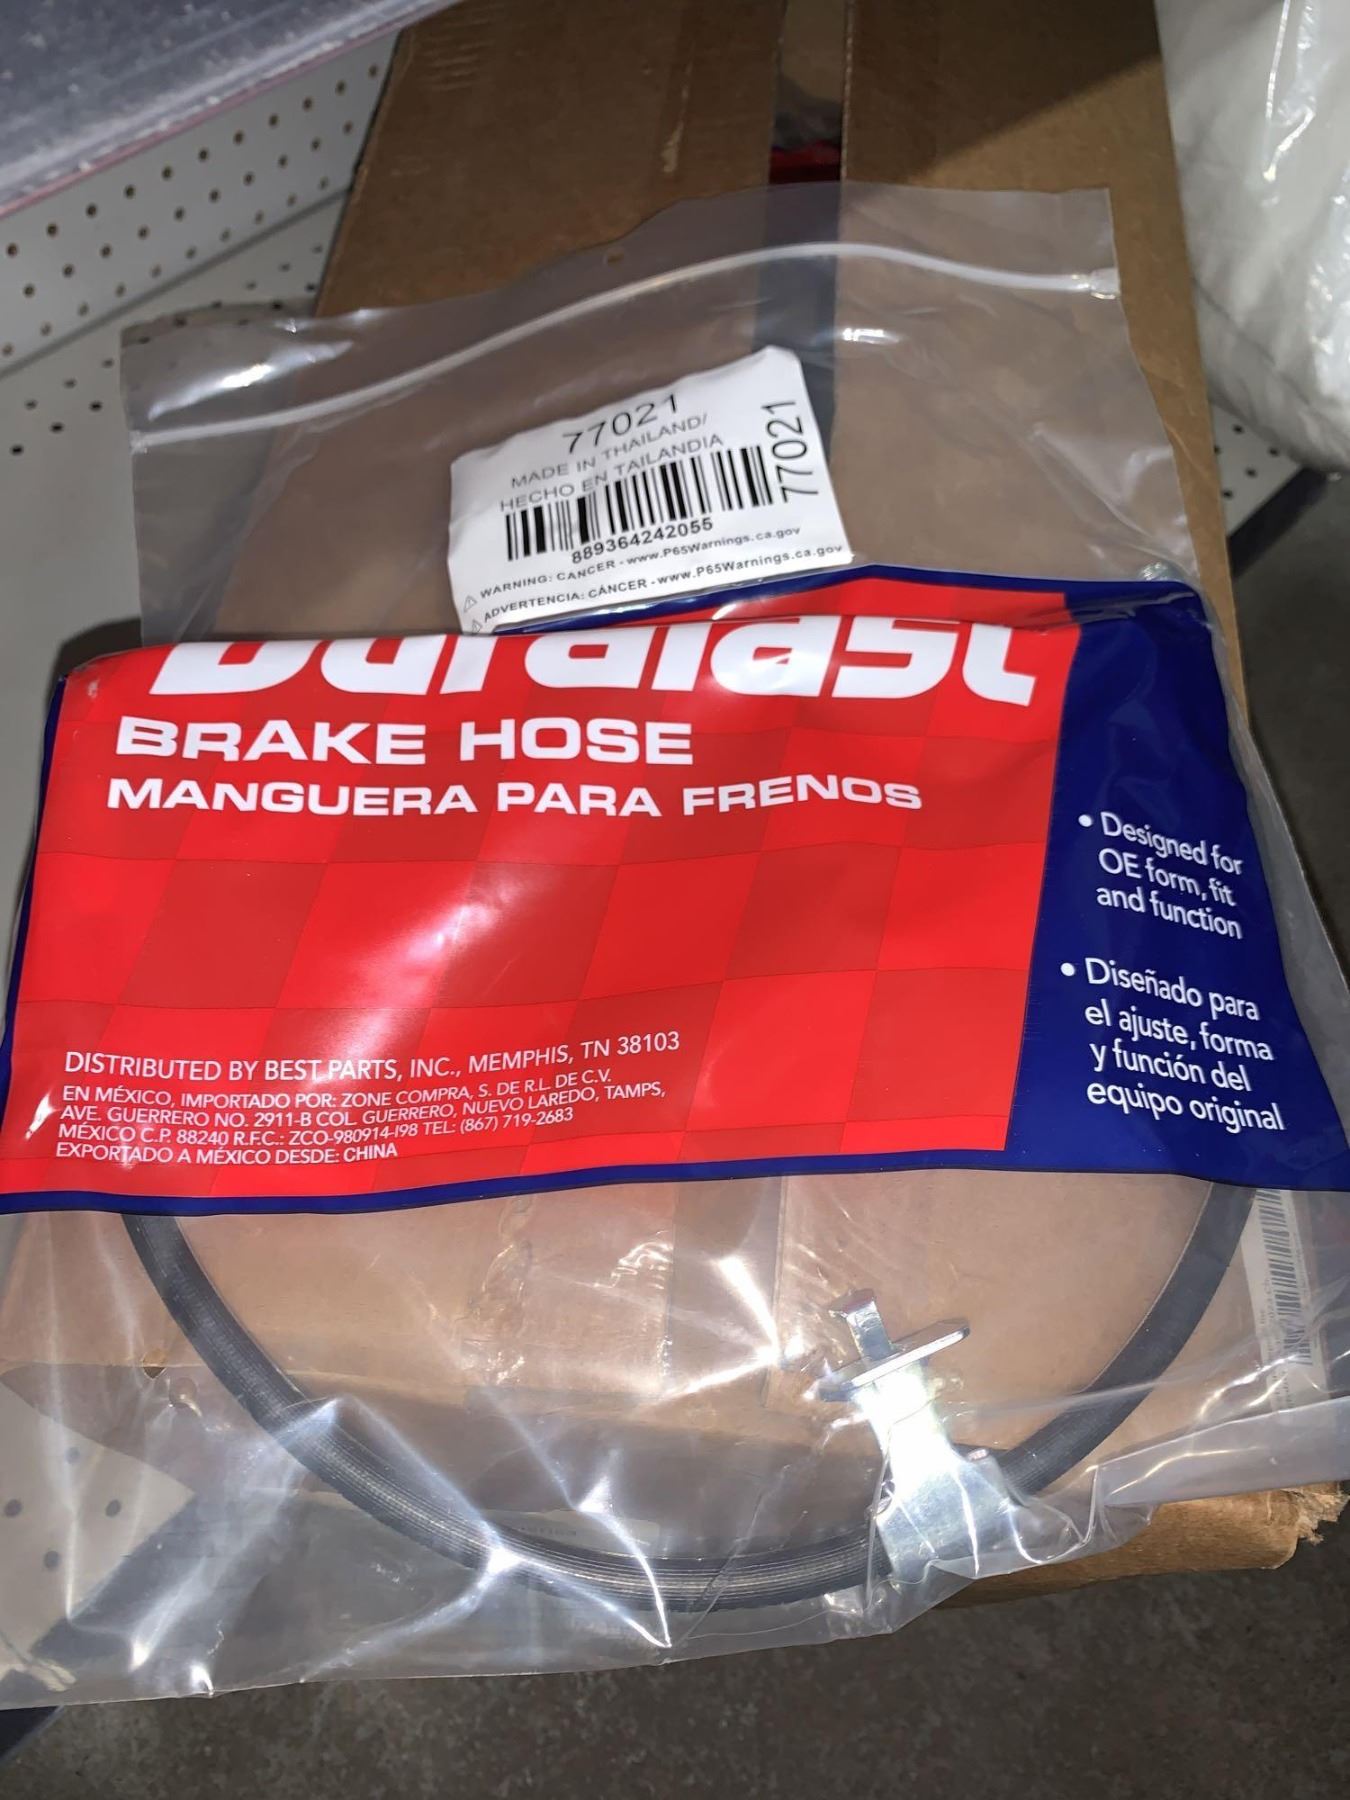 77021
MADE IN THAILAND/
HECHO EN TAILANDIA
77021
889364242055
WARNING: CANCER - www.P65Warnings.ca.gov
ADVERTENCIA: CÁNCER - www.P65Warnings.ca.gov
Duralast
BRAKE HOSE
MANGUERA PARA FRENOS
• Designed for
OE form, fit
and function
• Diseñado para
el ajuste, forma
y función del
equipo original
DISTRIBUTED BY BEST PARTS, INC., MEMPHIS, TN 38103
EN MÉXICO, IMPORTADO POR: ZONE COMPRA, S. DE R.L. DE C.V.
AVE. GUERRERO NO. 2911-B COL. GUERRERO, NUEVO LAREDO, TAMPS,
MÉXICO C.P. 88240 R.F.C.: ZCO-980914-I98 TEL: (867) 719-2683
EXPORTADO A MÉXICO DESDE: CHINA